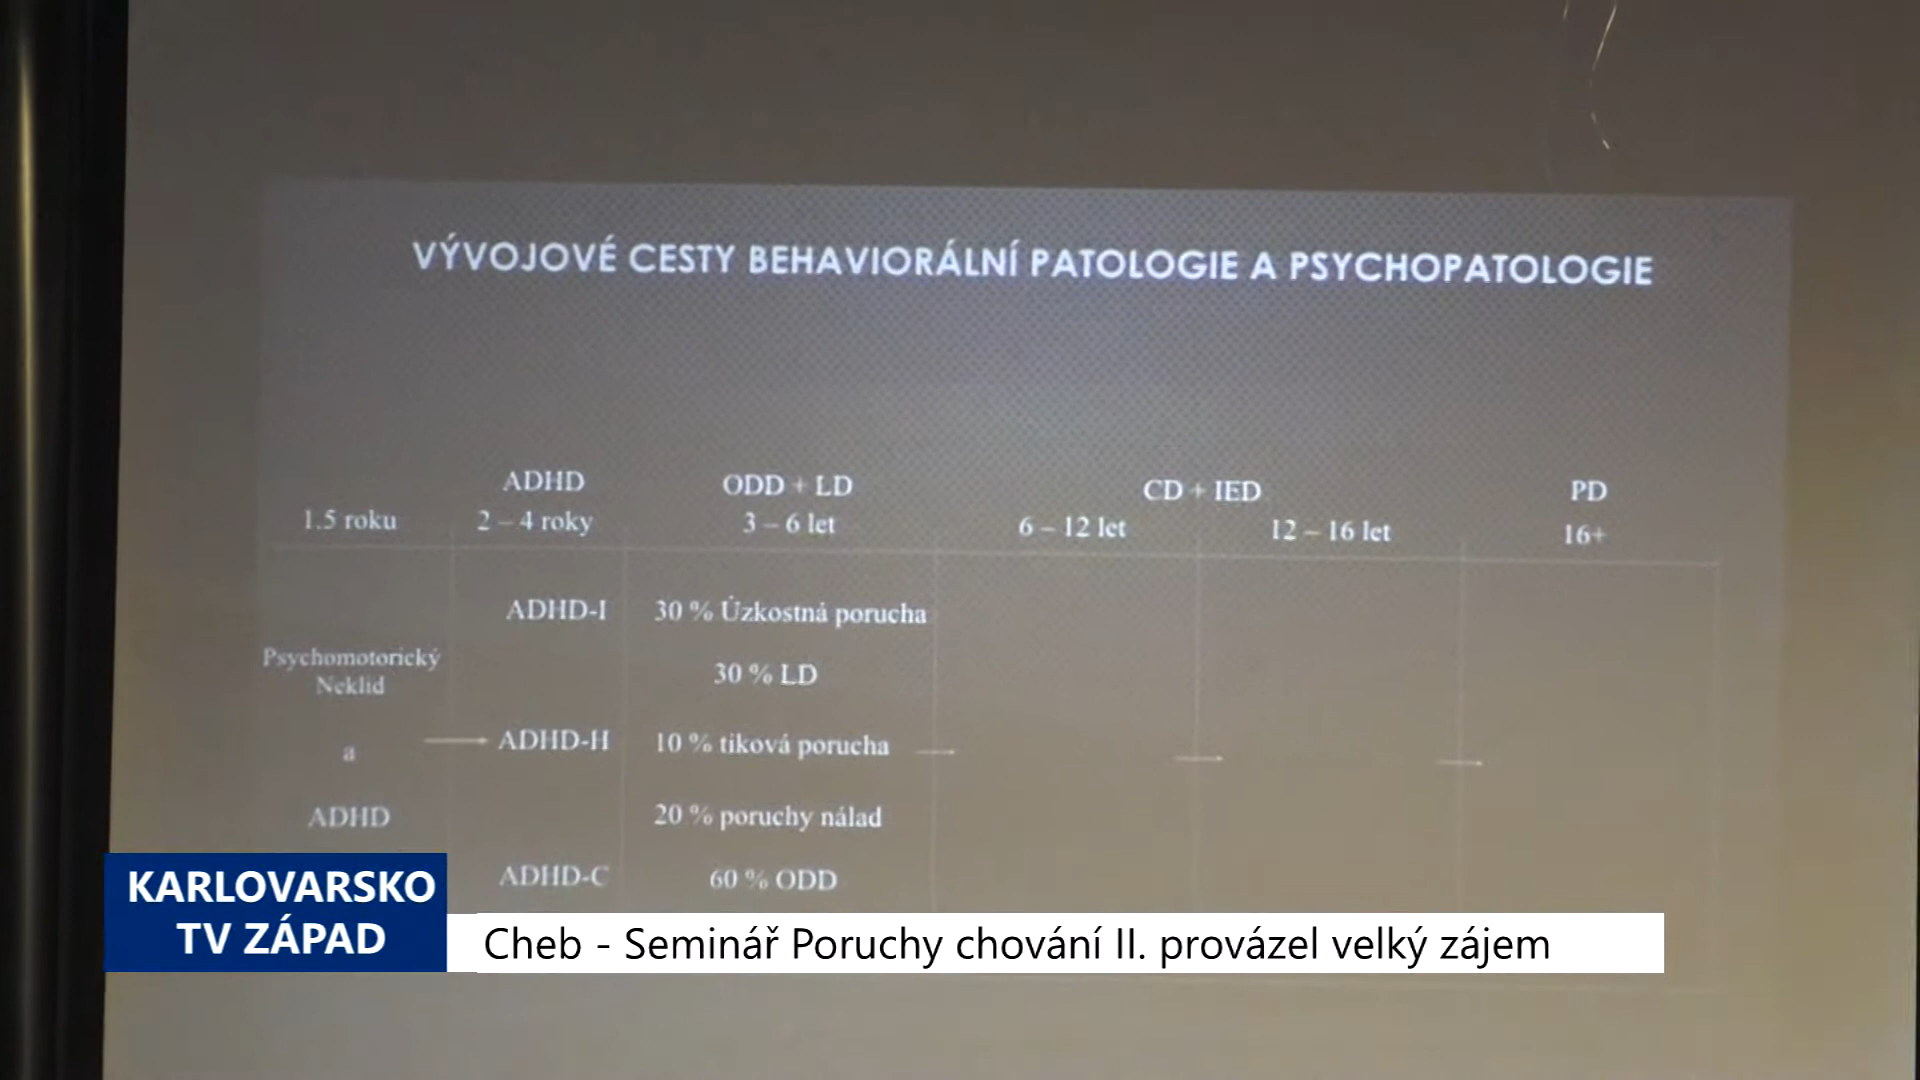 VÝVOJOVÉ CESTY BEHAVIORÁLNÍ PATOLOGIE A PSYCHOPATOLOGIE
ADHD ODD + LD CD + IED PD
1.5 roku 2 – 4 roky 3 – 6 let 6 – 12 let 12 – 16 let 16+
ADHD-I 30 % Úzkostná porucha
Psychomotorický
Neklid
30 % LD
a
ADHD-H 10 % tiková porucha
ADHD
20 % poruchy nálad
ADHD-C 60 % ODD
KARLOVARSKO
TV ZÁPAD
Cheb - Seminář Poruchy chování II. provázel velký zájem